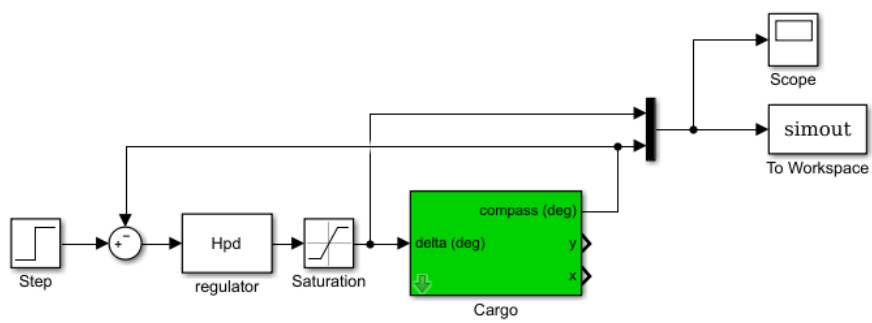 Scope
simout
To Workspace
compass (deg)
delta (deg)
y
x
Hpd
+
−
Step
regulator
Saturation
Cargo